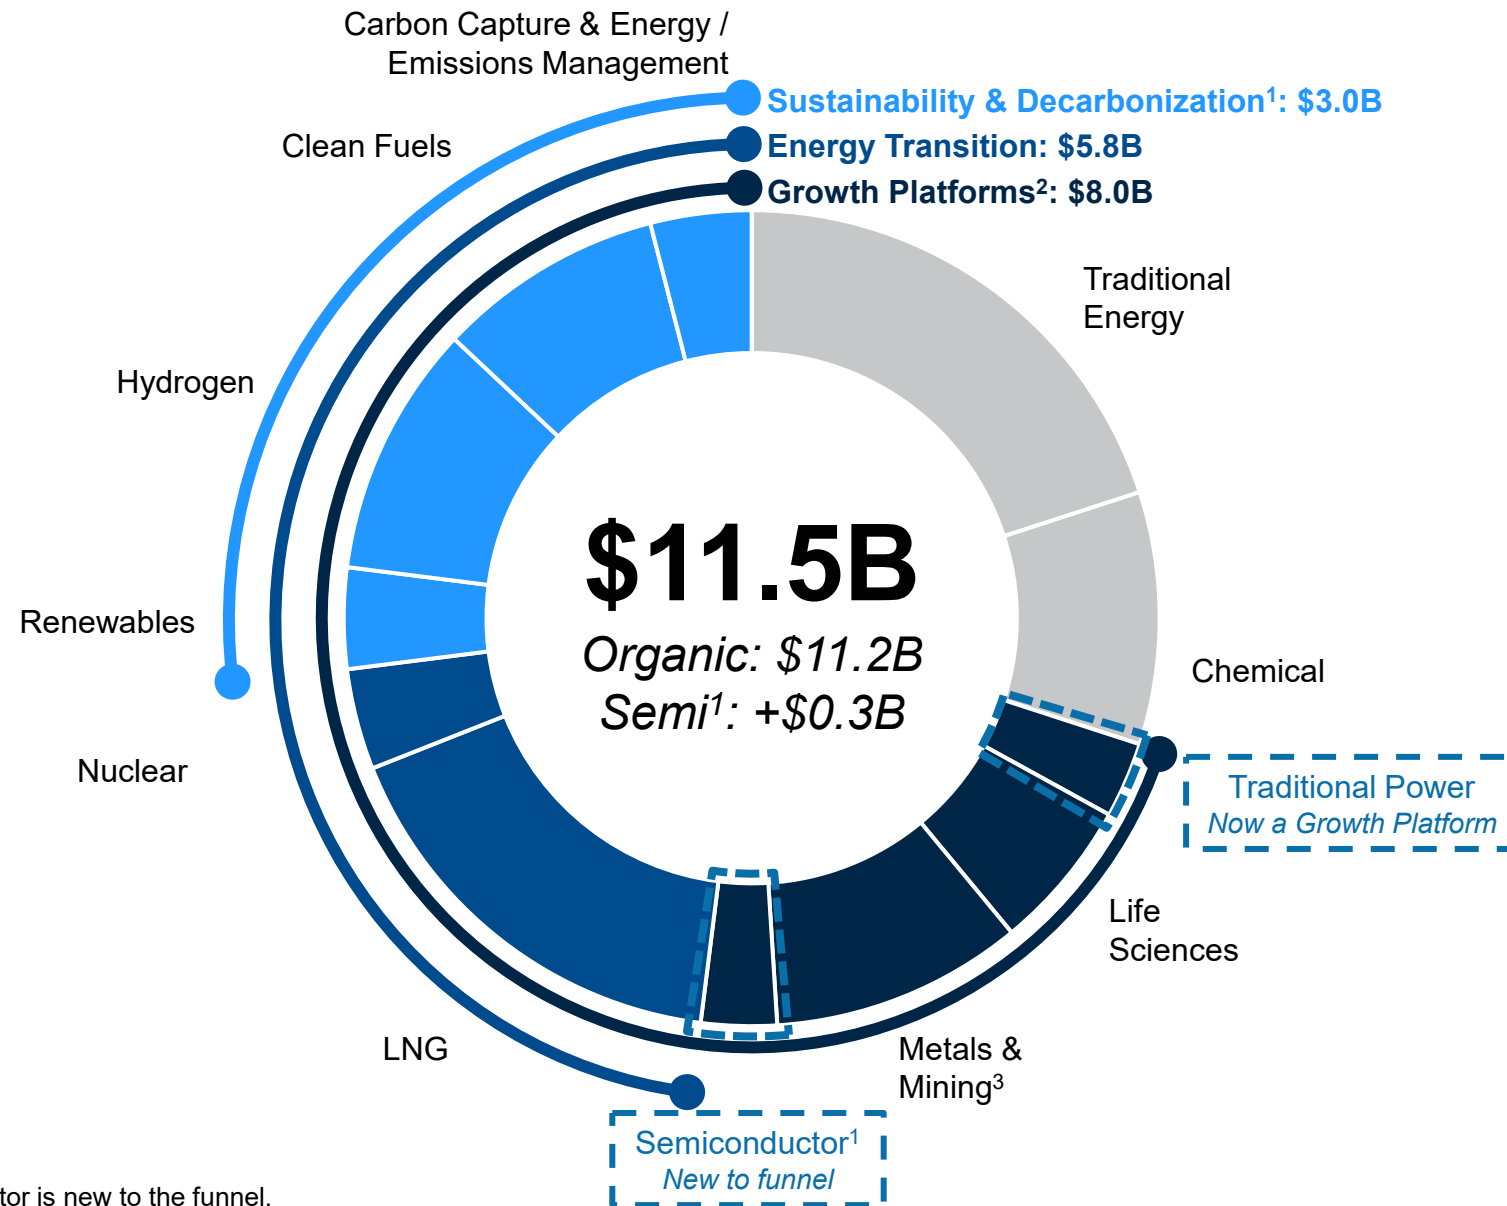 Carbon Capture & Energy /
Emissions Management
Sustainability & Decarbonization¹: $3.0B
Clean Fuels
Energy Transition: $5.8B
Growth Platforms²: $8.0B
Traditional
Energy
Hydrogen
$11.5B
Organic: $11.2B
Semi¹: +$0.3B
Renewables
Chemical
Nuclear
Traditional Power
Now a Growth Platform
Life
Sciences
LNG
Metals &
Mining³
Semiconductor¹
New to funnel
tor is new to the funnel.